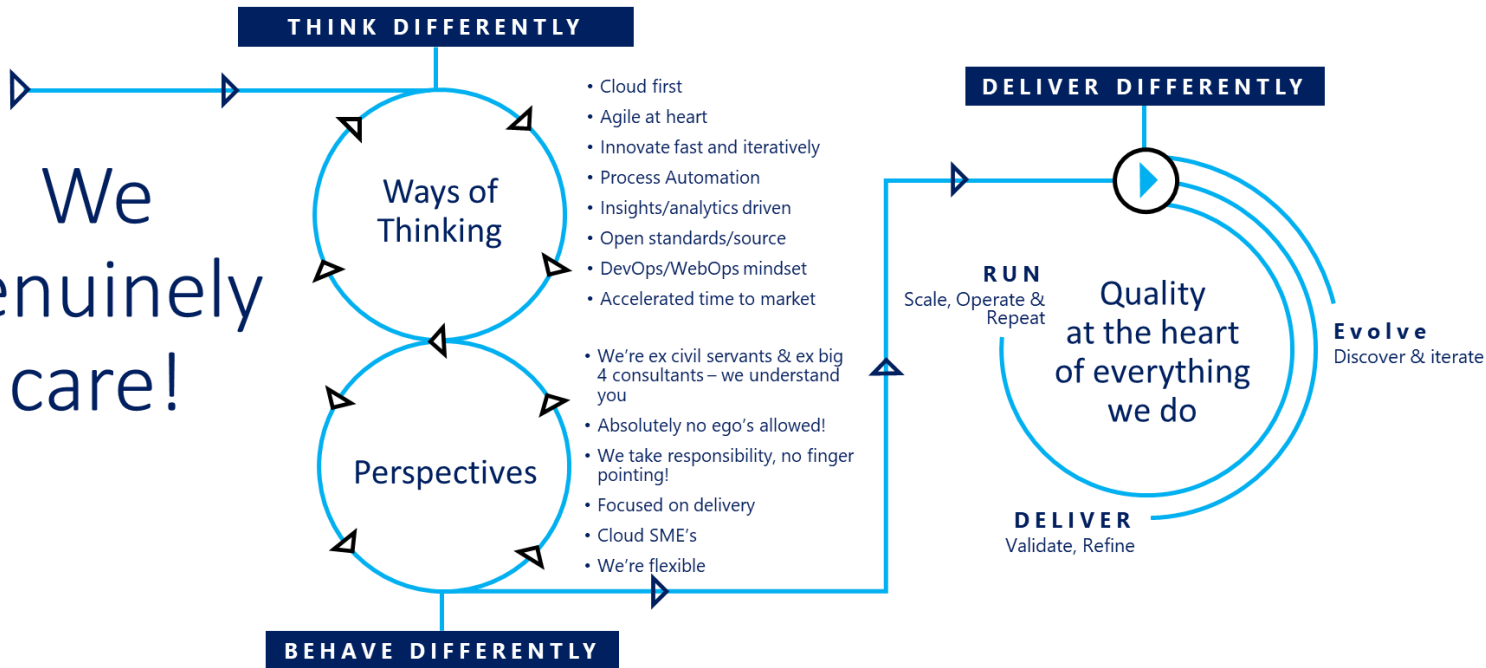 THINK DIFFERENTLY
We
enuinely
care!
Ways of
Thinking
• Cloud first
• Agile at heart
• Innovate fast and iteratively
• Process Automation
• Insights/analytics driven
• Open standards/source
• DevOps/WebOps mindset
• Accelerated time to market
Perspectives
• We're ex civil servants & ex big
4 consultants – we understand
you
• Absolutely no ego's allowed!
• We take responsibility, no finger
pointing!
• Focused on delivery
• Cloud SME's
• We're flexible
BEHAVE DIFFERENTLY
DELIVER DIFFERENTLY
RUN
Scale, Operate &
Repeat
Quality
at the heart
of everything
we do
Evolve
Discover & iterate
DELIVER
Validate, Refine